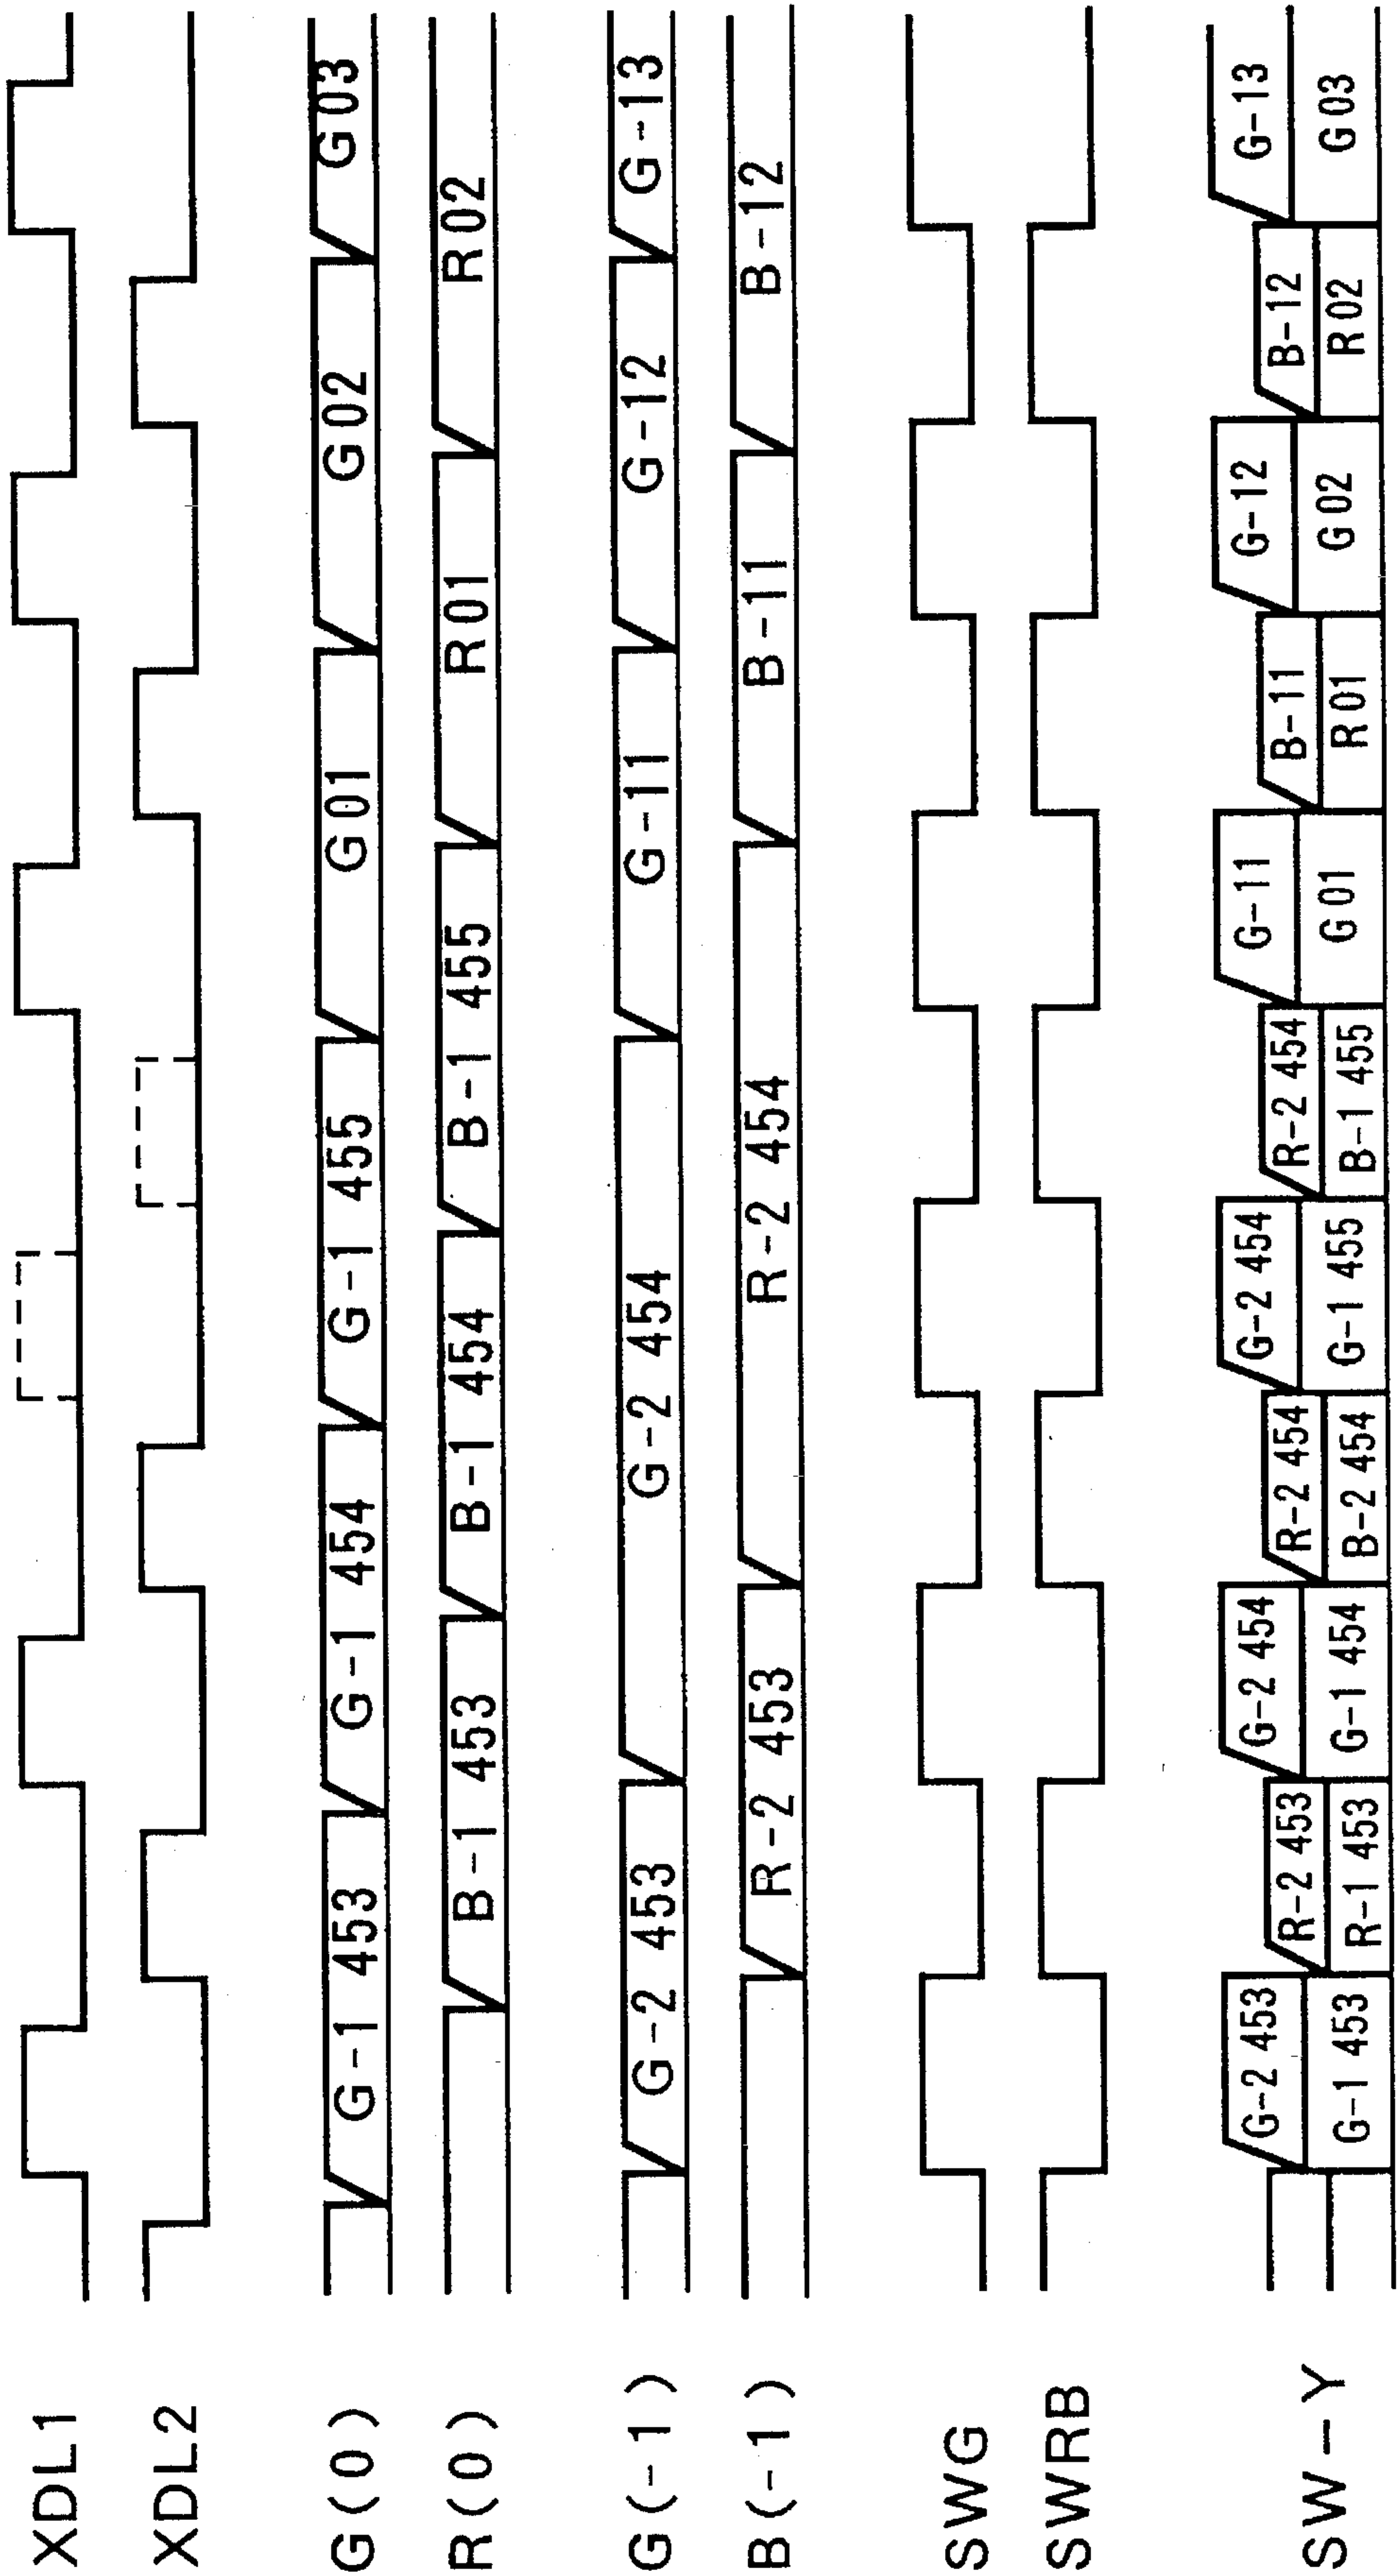 XDL1
XDL2
G(0) G-1 453 G-1 454 G-1 455 G01 G02 G03
R(0) B-1 453 B-1 454 B-1 455 R01 R02
G(-1) G-2 453 G-2 454 G-11 G-12 G-13
B(-1) R-2 453 R-2 454 B-11 B-12
SWG
SWRB
SW-Y
G-2 453 R-2 453 G-2 454 R-2 454 G-2 454 R-2 454 G-11 B-11 G-12 B-12 G-13
G-1 453 R-1 453 G-1 454 B-2 454 G-1 455 B-1 455 G01 R01 G02 R02 G03